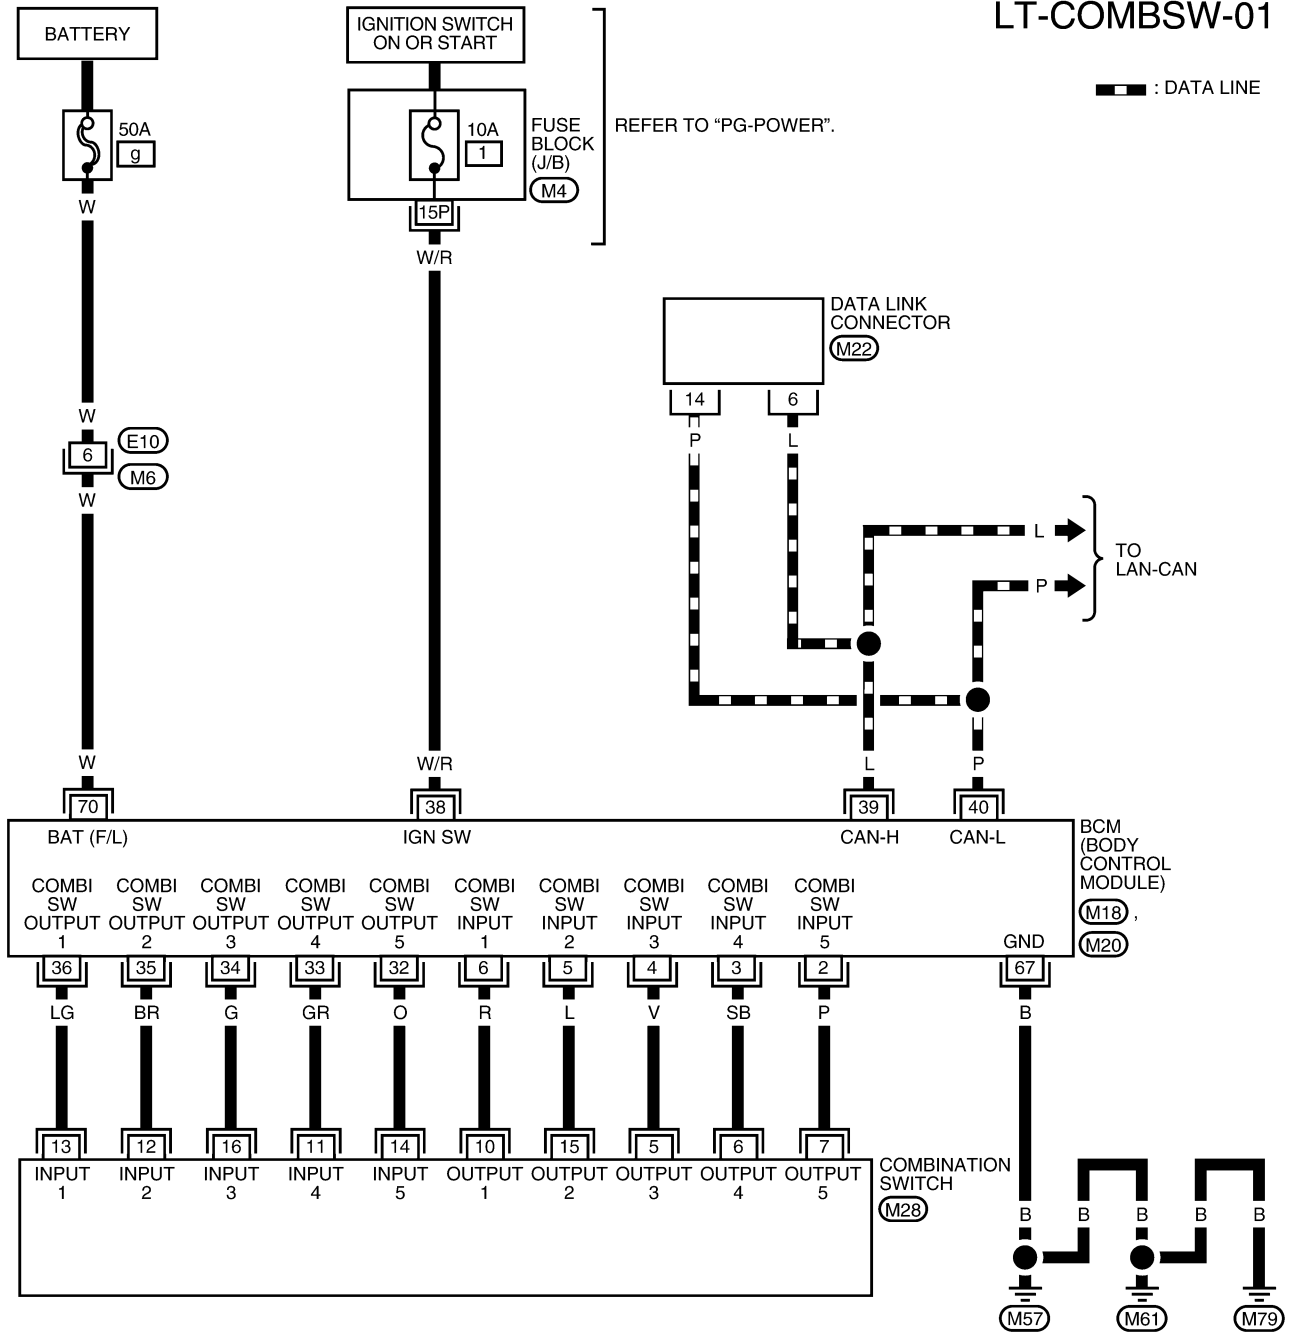 LT-COMBSW-01
BATTERY
IGNITION SWITCH
ON OR START
: DATA LINE
50A
g
10A
1
FUSE
BLOCK
(J/B)
M4
REFER TO “PG-POWER”.
15P
W
W/R
DATA LINK
CONNECTOR
M22
14
6
P
L
W
6
E10
M6
W
L
P
TO
LAN-CAN
W
W/R
L
P
70
38
39
40
BAT (F/L)
IGN SW
CAN-H
CAN-L
BCM
(BODY
CONTROL
MODULE)
M18 ,
M20
COMBI
SW
OUTPUT
1
COMBI
SW
OUTPUT
2
COMBI
SW
OUTPUT
3
COMBI
SW
OUTPUT
4
COMBI
SW
OUTPUT
5
COMBI
SW
INPUT
1
COMBI
SW
INPUT
2
COMBI
SW
INPUT
3
COMBI
SW
INPUT
4
COMBI
SW
INPUT
5
GND
36
35
34
33
32
6
5
4
3
2
67
LG
BR
G
GR
O
R
L
V
SB
P
B
13
12
16
11
14
10
15
5
6
7
INPUT
1
INPUT
2
INPUT
3
INPUT
4
INPUT
5
OUTPUT
1
OUTPUT
2
OUTPUT
3
OUTPUT
4
OUTPUT
5
COMBINATION
SWITCH
M28
B
B
B
B
B
M57
M61
M79